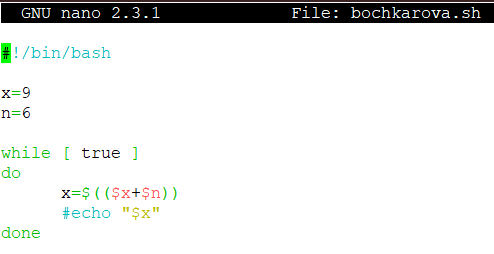 GNU nano 2.3.1 File: bochkarova.sh
#!/bin/bash
x=9
n=6
while [ true ]
do
x=$(($x+$n))
#echo "$x"
done